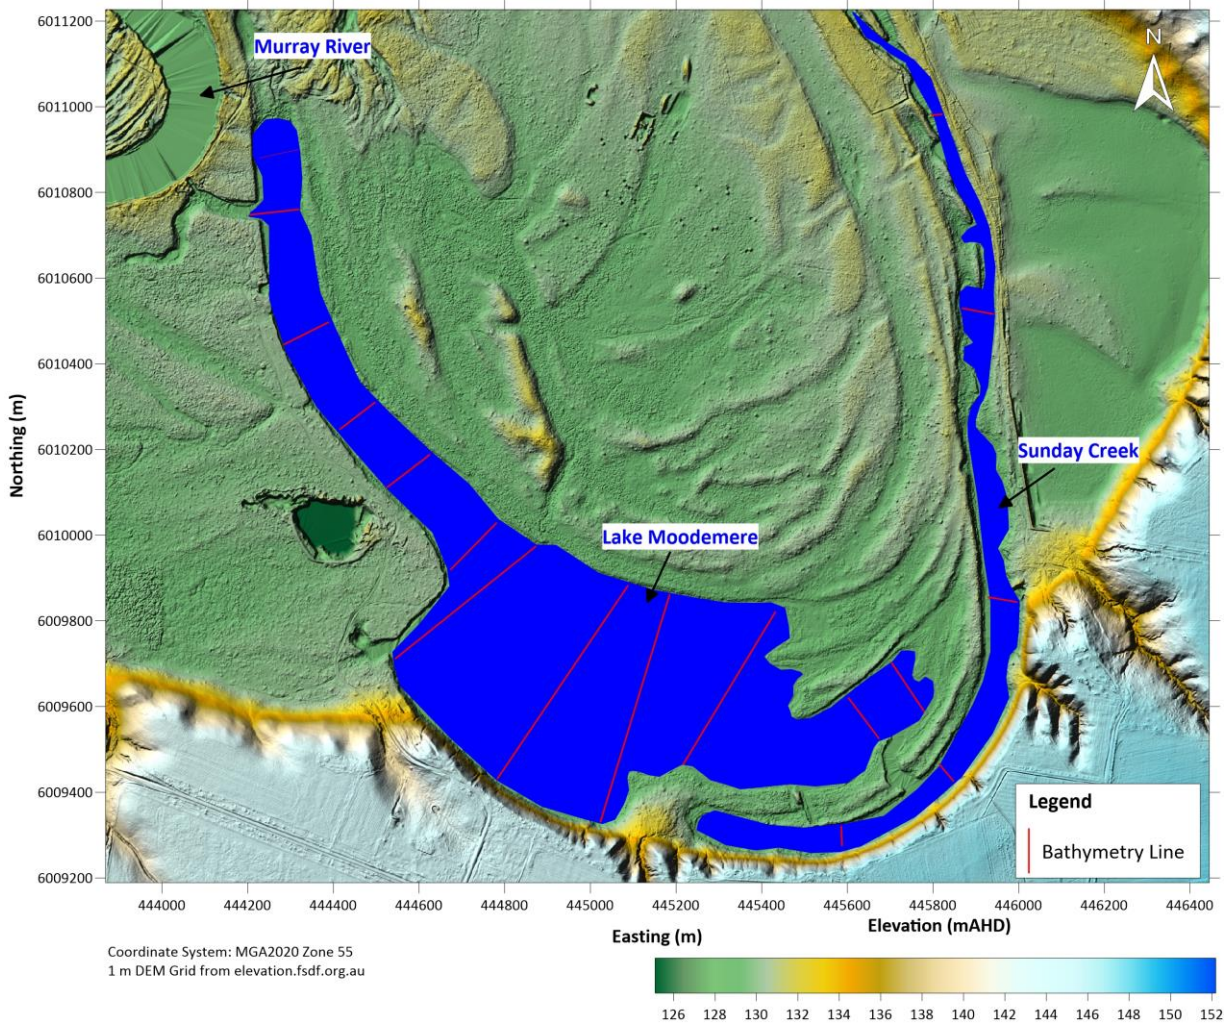 6011200
6011000
6010800
6010600
6010400
6010200
6010000
6009800
6009600
6009400
6009200
Northing (m)
Murray River
N
Sunday Creek
Lake Moodemere
Legend
Bathymetry Line
444000 444200 444400 444600 444800 445000 445200 445400 445600 445800 446000 446200 446400
Easting (m)
Elevation (mAHD)
Coordinate System: MGA2020 Zone 55
1 m DEM Grid from elevation.fsdf.org.au
126 128 130 132 134 136 138 140 142 144 146 148 150 152